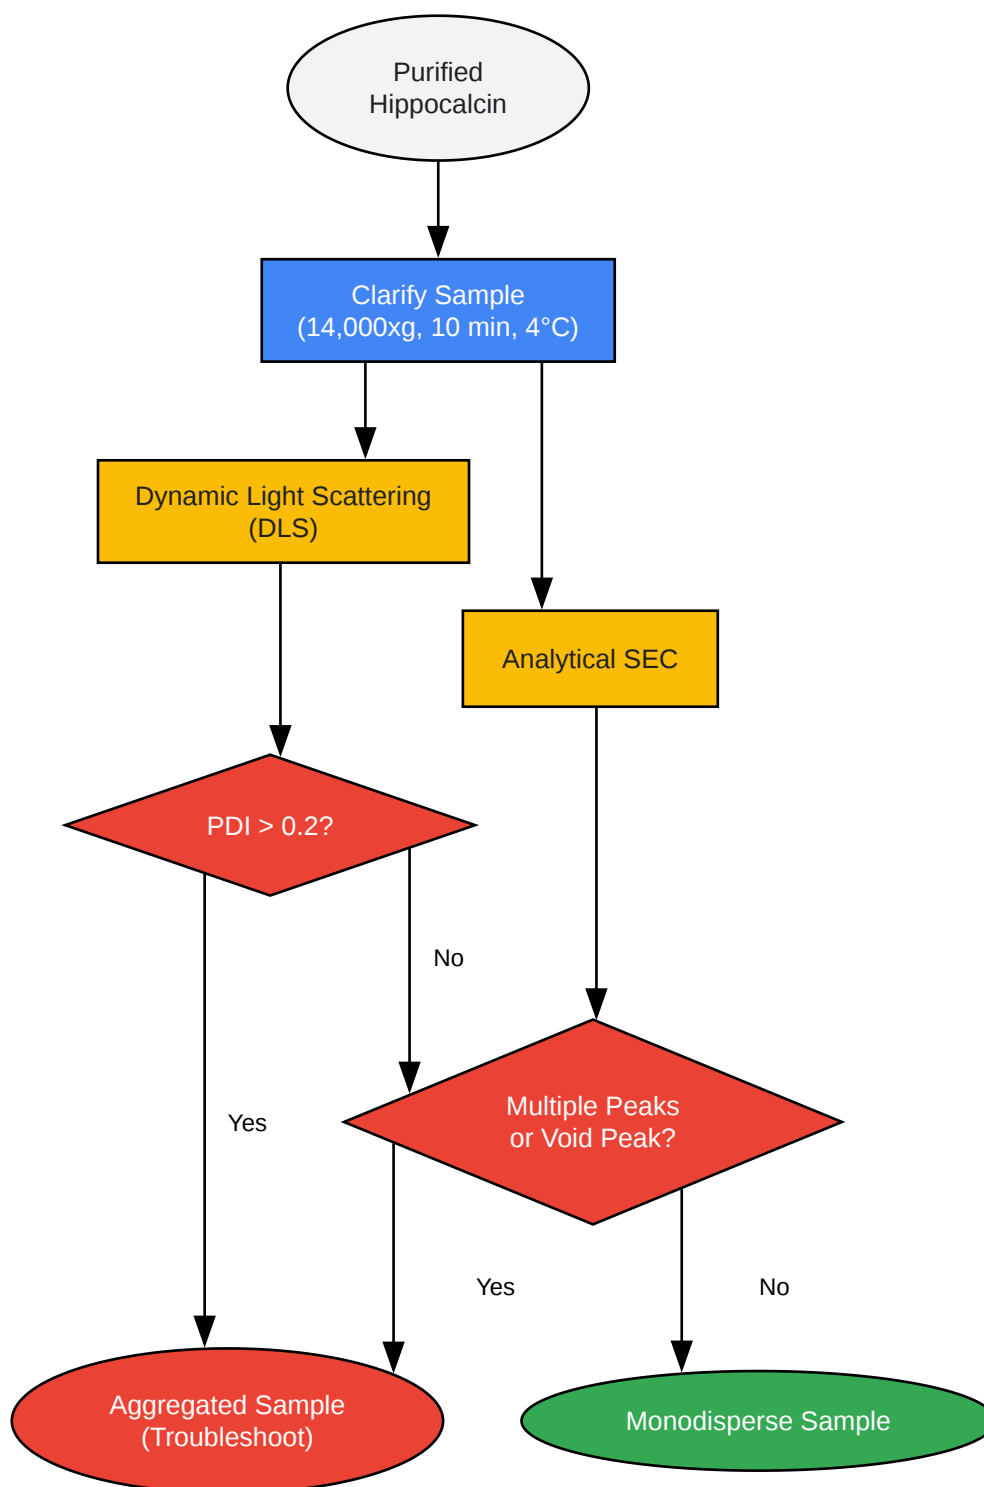 Purified
Hippocalcin
Clarify Sample
(14,000xg, 10 min, 4°C)
Dynamic Light Scattering
(DLS)
Analytical SEC
PDI > 0.2?
No
Multiple Peaks
or Void Peak?
Yes
Yes
No
Aggregated Sample
(Troubleshoot)
Monodisperse Sample